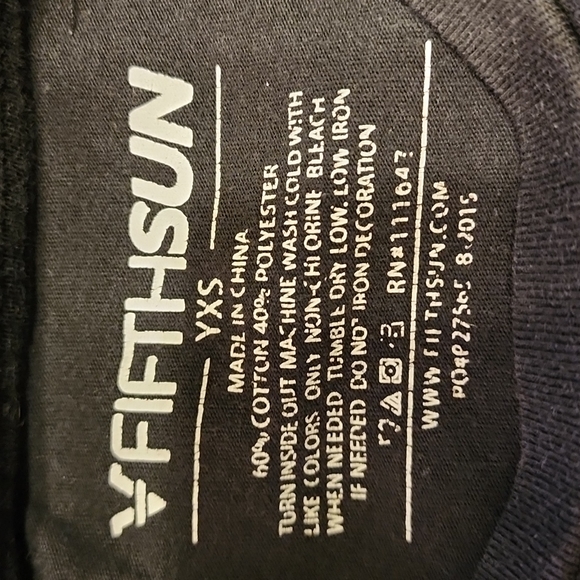 FIFTHSUN
YXS
MADE IN CHINA
60% COTTON 40% POLYESTER
TURN INSIDE OUT MACHINE WASH COLD WITH
LIKE COLORS ONLY NON-CHLORINE BLEACH
WHEN NEEDED TUMBLE DRY LOW. LOW IRON
IF NEEDED DO NOT IRON DECORATION
RN#111647
WWW.FIFTHSUN.COM
8.2015